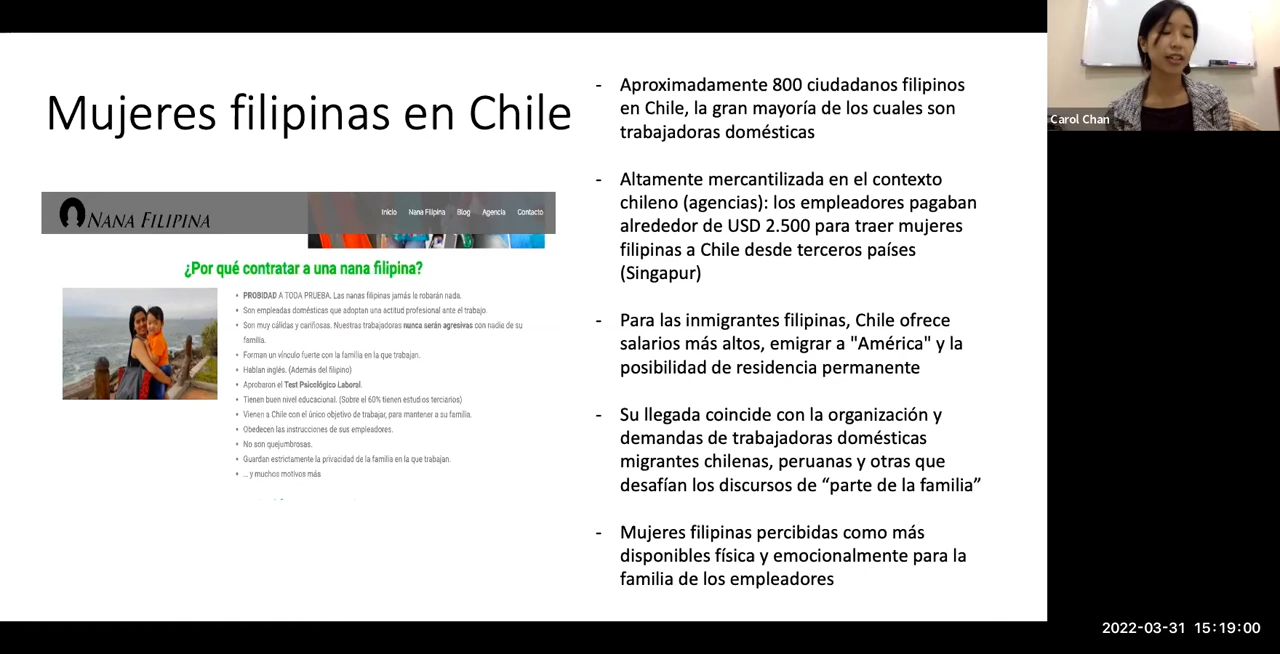 Mujeres filipinas en Chile
NANA FILIPINA
Inicio Nana Filipina Blog Agencia Contacto
¿Por qué contratar a una nana filipina?
• PROBIDAD A TODA PRUEBA. Las nanas filipinas jamás le robarán nada.
• Son empleadas domésticas que adoptan una actitud profesional ante el trabajo.
• Son muy cálidas y cariñosas. Nuestras trabajadoras nunca serán agresivas con nadie de su
familia.
• Forman un vínculo fuerte con la familia en la que trabajan.
• Hablan inglés. (Además del filipino)
• Aprobaron el Test Psicológico Laboral.
• Tienen buen nivel educacional. (Sobre el 60% tienen estudios terciarios)
• Vienen a Chile con el único objetivo de trabajar, para mantener a su familia.
• Obedecen las instrucciones de sus empleadores.
• No son quejumbrosas.
• Guardan estrictamente la privacidad de la familia en la que trabajan.
• ... y muchos motivos más
- Aproximadamente 800 ciudadanos filipinos
en Chile, la gran mayoría de los cuales son
trabajadoras domésticas
- Altamente mercantilizada en el contexto
chileno (agencias): los empleadores pagaban
alrededor de USD 2.500 para traer mujeres
filipinas a Chile desde terceros países
(Singapur)
- Para las inmigrantes filipinas, Chile ofrece
salarios más altos, emigrar a "América" y la
posibilidad de residencia permanente
- Su llegada coincide con la organización y
demandas de trabajadoras domésticas
migrantes chilenas, peruanas y otras que
desafían los discursos de “parte de la familia”
- Mujeres filipinas percibidas como más
disponibles física y emocionalmente para la
familia de los empleadores
Carol Chan
2022-03-31 15:19:00